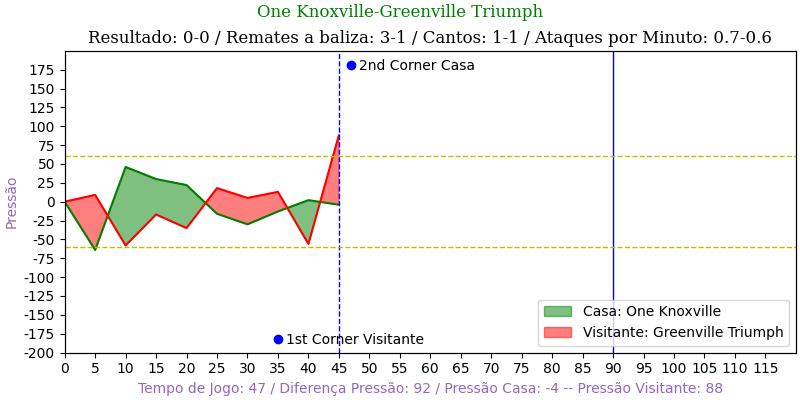 One Knoxville-Greenville Triumph
Resultado: 0-0 / Remates a baliza: 3-1 / Cantos: 1-1 / Ataques por Minuto: 0.7-0.6
Pressão
175
150
125
100
75
50
25
0
-25
-50
-75
-100
-125
-150
-175
-200
2nd Corner Casa
1st Corner Visitante
Casa: One Knoxville
Visitante: Greenville Triumph
0 5 10 15 20 25 30 35 40 45 50 55 60 65 70 75 80 85 90 95 100 105 110 115
Tempo de Jogo: 47 / Diferença Pressão: 92 / Pressão Casa: -4 -- Pressão Visitante: 88